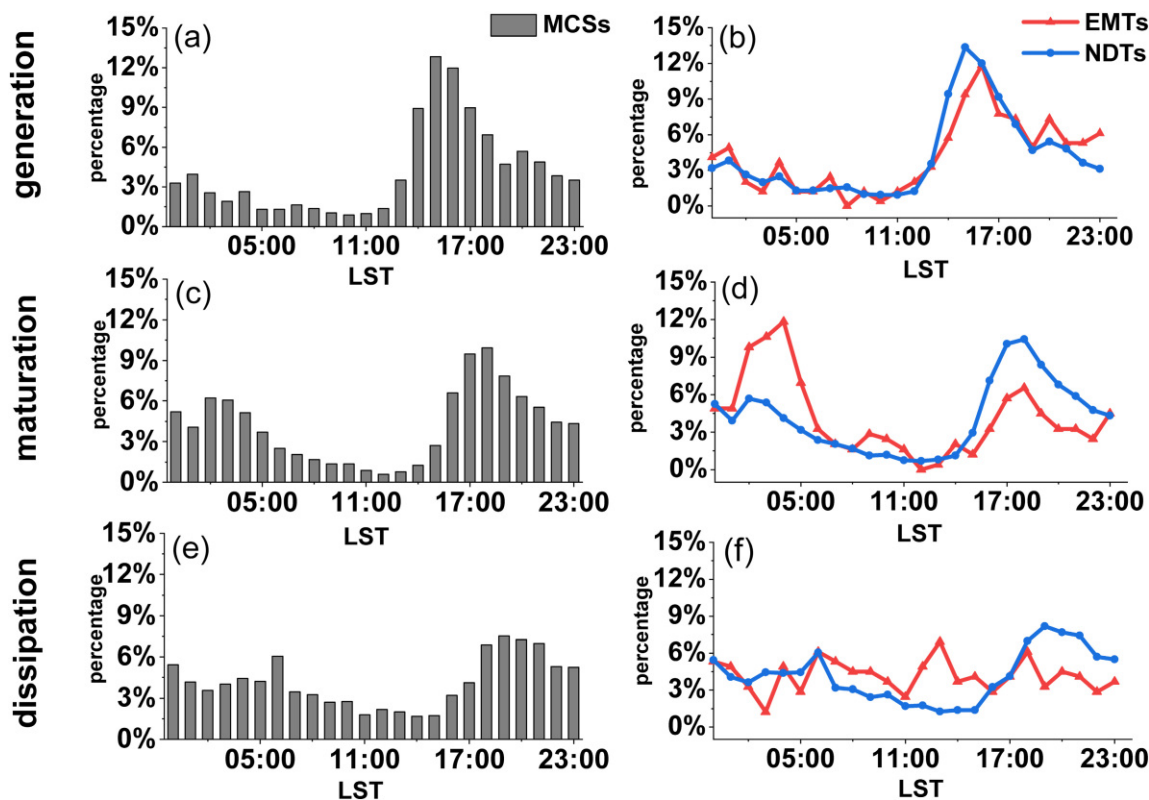 generation
(a)
MCSs
percentage
15%
12%
9%
6%
3%
0%
05:00 11:00 17:00 23:00
LST
(b)
EMTs
NDTs
percentage
15%
12%
9%
6%
3%
0%
05:00 11:00 17:00 23:00
LST
maturation
(c)
percentage
15%
12%
9%
6%
3%
0%
05:00 11:00 17:00 23:00
LST
(d)
percentage
15%
12%
9%
6%
3%
0%
05:00 11:00 17:00 23:00
LST
dissipation
(e)
percentage
15%
12%
9%
6%
3%
0%
05:00 11:00 17:00 23:00
LST
(f)
percentage
15%
12%
9%
6%
3%
0%
05:00 11:00 17:00 23:00
LST